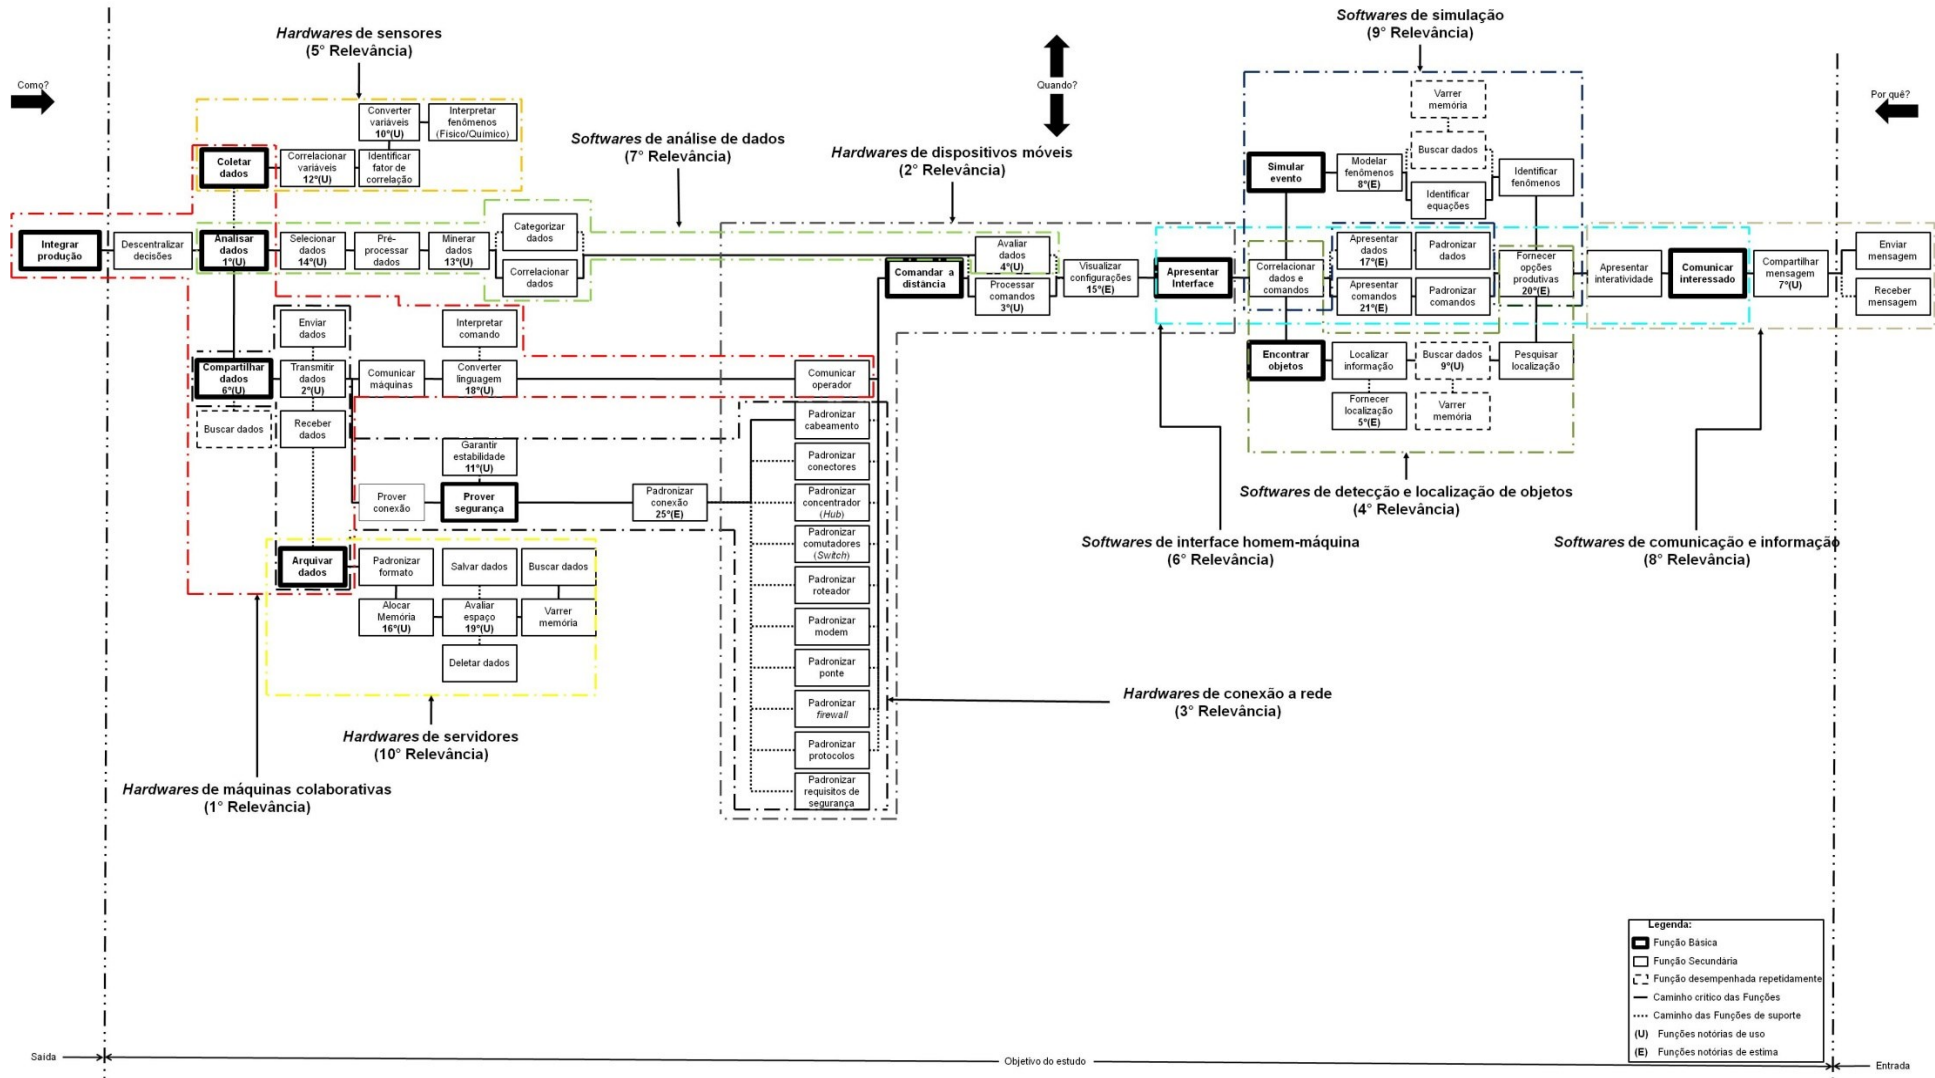 Softwares de simulação
(9° Relevância)
Hardwares de sensores
(5° Relevância)
Como?
Quando?
Por quê?
Softwares de análise de dados
(7° Relevância)
Hardwares de dispositivos móveis
(2° Relevância)
Converter
variáveis
10°(U)
Interpretar
fenômenos
(Físico/Químico)
Coletar
dados
Correlacionar
variáveis
12°(U)
Identificar
fator de
correlação
Varrer
memória
Buscar dados
Simular
evento
Modelar
fenômenos
8°(E)
Identificar
equações
Identificar
fenômenos
Integrar
produção
Descentralizar
decisões
Analisar
dados
1°(U)
Selecionar
dados
14°(U)
Pré-
processar
dados
Minerar
dados
13°(U)
Categorizar
dados
Correlacionar
dados
Comandar a
distância
Avaliar
dados
4°(U)
Processar
comandos
3°(U)
Visualizar
configurações
15°(E)
Apresentar
Interface
Correlacionar
dados e
comandos
Apresentar
dados
17°(E)
Padronizar
dados
Apresentar
comandos
21°(E)
Padronizar
comandos
Fornecer
opções
produtivas
20°(E)
Apresentar
interatividade
Comunicar
interessado
Compartilhar
mensagem
7°(U)
Enviar
mensagem
Receber
mensagem
Enviar
dados
Interpretar
comando
Compartilhar
dados
6°(U)
Transmitir
dados
2°(U)
Comunicar
máquinas
Converter
linguagem
18°(U)
Comunicar
operador
Encontrar
objetos
Localizar
informação
Buscar dados
9°(U)
Pesquisar
localização
Fornecer
localização
5°(E)
Varrer
memória
Buscar dados
Receber
dados
Garantir
estabilidade
11°(U)
Prover
conexão
Prover
segurança
Padronizar
conexão
25°(E)
Padronizar
cabeamento
Padronizar
conectores
Padronizar
concentrador
(Hub)
Padronizar
comutadores
(Switch)
Padronizar
roteador
Padronizar
modem
Padronizar
ponte
Padronizar
firewall
Padronizar
protocolos
Padronizar
requisitos de
segurança
Softwares de detecção e localização de objetos
(4° Relevância)
Softwares de interface homem-máquina
(6° Relevância)
Softwares de comunicação e informação
(8° Relevância)
Arquivar
dados
Padronizar
formato
Salvar dados
Buscar dados
Alocar
Memória
16°(U)
Avaliar
espaço
19°(U)
Varrer
memória
Deletar dados
Hardwares de conexão a rede
(3° Relevância)
Hardwares de servidores
(10° Relevância)
Hardwares de máquinas colaborativas
(1° Relevância)
Legenda:
Função Básica
Função Secundária
Função desempenhada repetidamente
Caminho critico das Funções
Caminho das Funções de suporte
(U) Funções notórias de uso
(E) Funções notórias de estima
Saída
Objetivo do estudo
Entrada